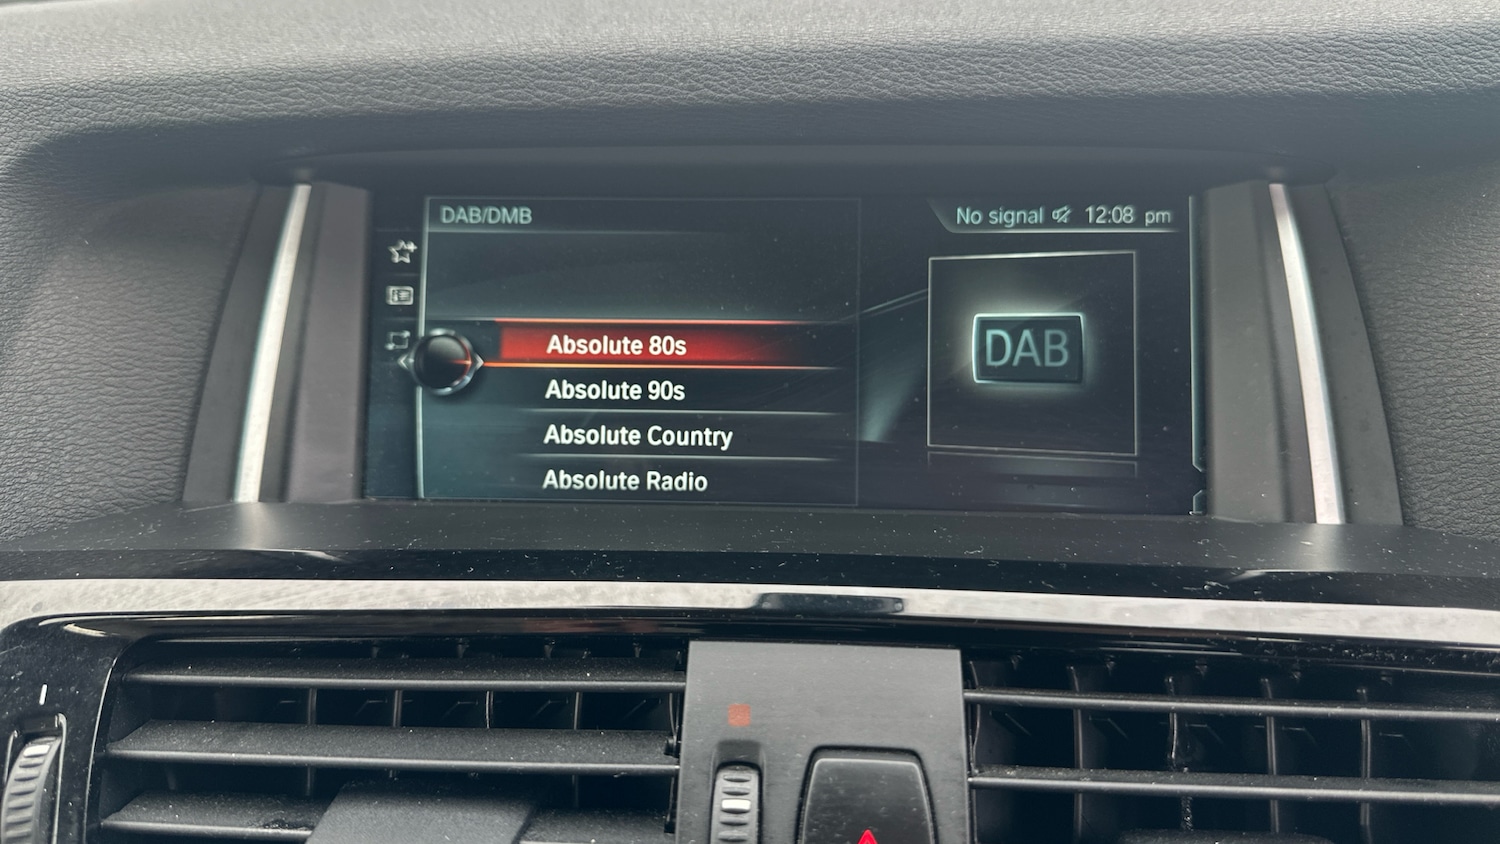 DAB/DMB
No signal 12:08 pm
Absolute 80s
Absolute 90s
Absolute Country
Absolute Radio
DAB